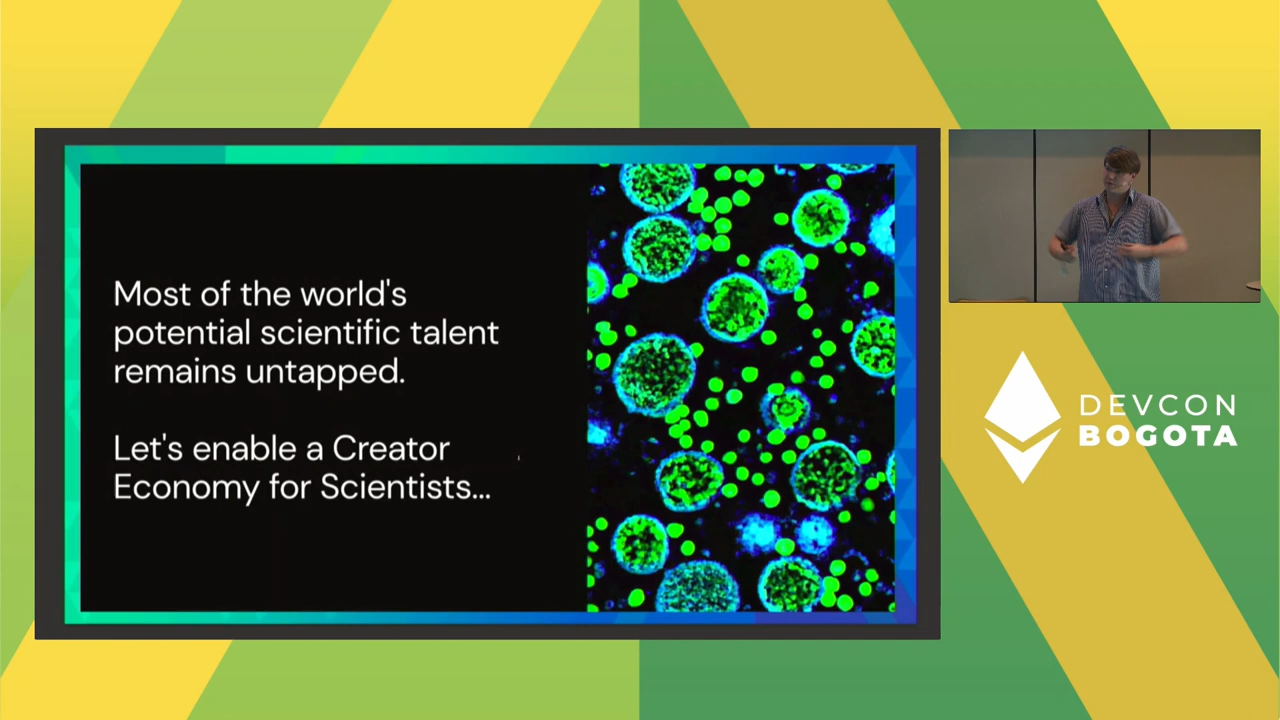 Most of the world's
potential scientific talent
remains untapped.
Let's enable a Creator
Economy for Scientists...
DEVCON
BOGOTA